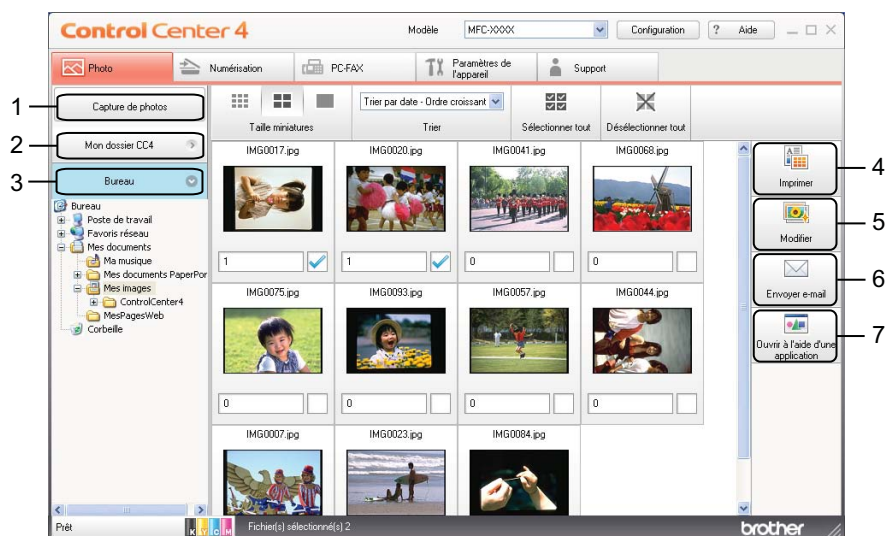 Control Center 4
Modèle
MFC-XXXX
Configuration
? Aide
Photo
Numérisation
PC-FAX
Paramètres de
l'appareil
Support
1
Capture de photos
2
Mon dossier CC4
3
Bureau
Taille miniatures
Trier par date - Ordre croissant
Trier
Sélectionner tout
Désélectionner tout
Bureau
Poste de travail
Favoris réseau
Mes documents
Ma musique
Mes documents PaperPor
Mes images
ControlCenter4
MesPagesWeb
Corbeille
IMG0017.jpg
IMG0020.jpg
IMG0041.jpg
IMG0068.jpg
1
1
0
0
IMG0075.jpg
IMG0093.jpg
IMG0057.jpg
IMG0044.jpg
0
0
0
0
IMG0007.jpg
IMG0023.jpg
IMG0084.jpg
Imprimer
4
Modifier
5
Envoyer e-mail
6
Ouvrir à l'aide d'une
application
7
Prêt
K Y C M
Fichier(s) sélectionné(s) 2
brother